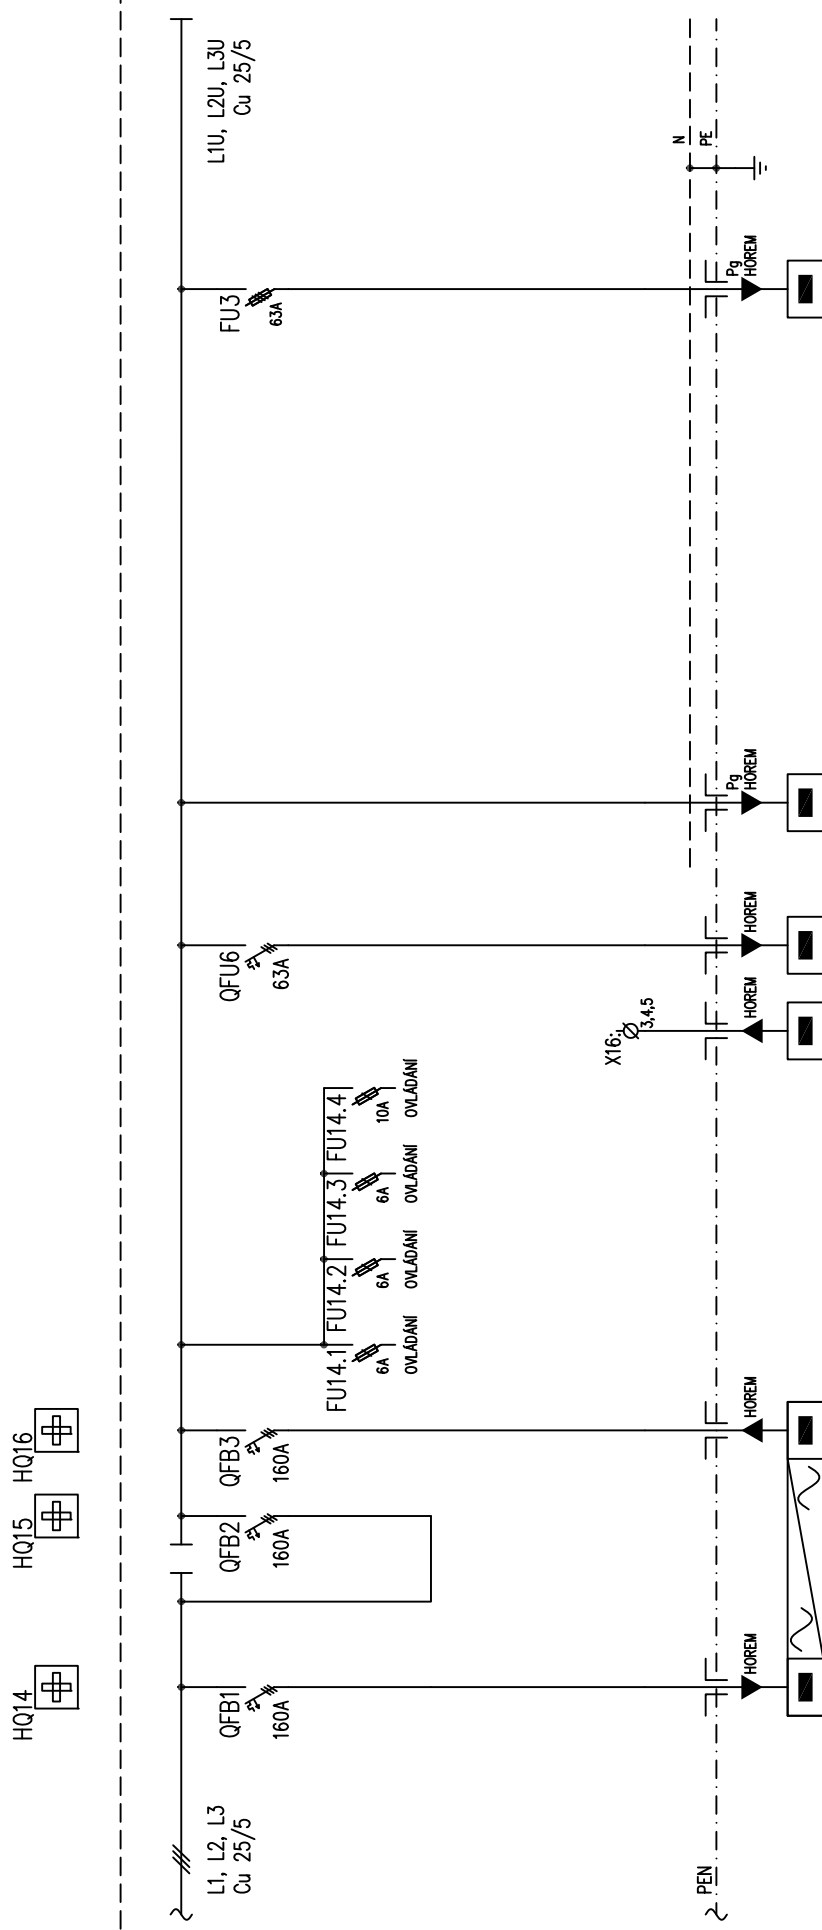 HQ14
HQ15
HQ16
L1, L2, L3
Cu 25/5
QFB1
160A
QFB2
160A
QFB3
160A
FU14.1
6A
OVLÁDÁNÍ
FU14.2
6A
OVLÁDÁNÍ
FU14.3
6A
OVLÁDÁNÍ
FU14.4
10A
OVLÁDÁNÍ
QFU6
63A
FU3
63A
L1U, L2U, L3U
Cu 25/5
X16:
3,4,5
N
PE
PEN
HOREM
HOREM
HOREM
HOREM
Pg
HOREM
Pg
HOREM